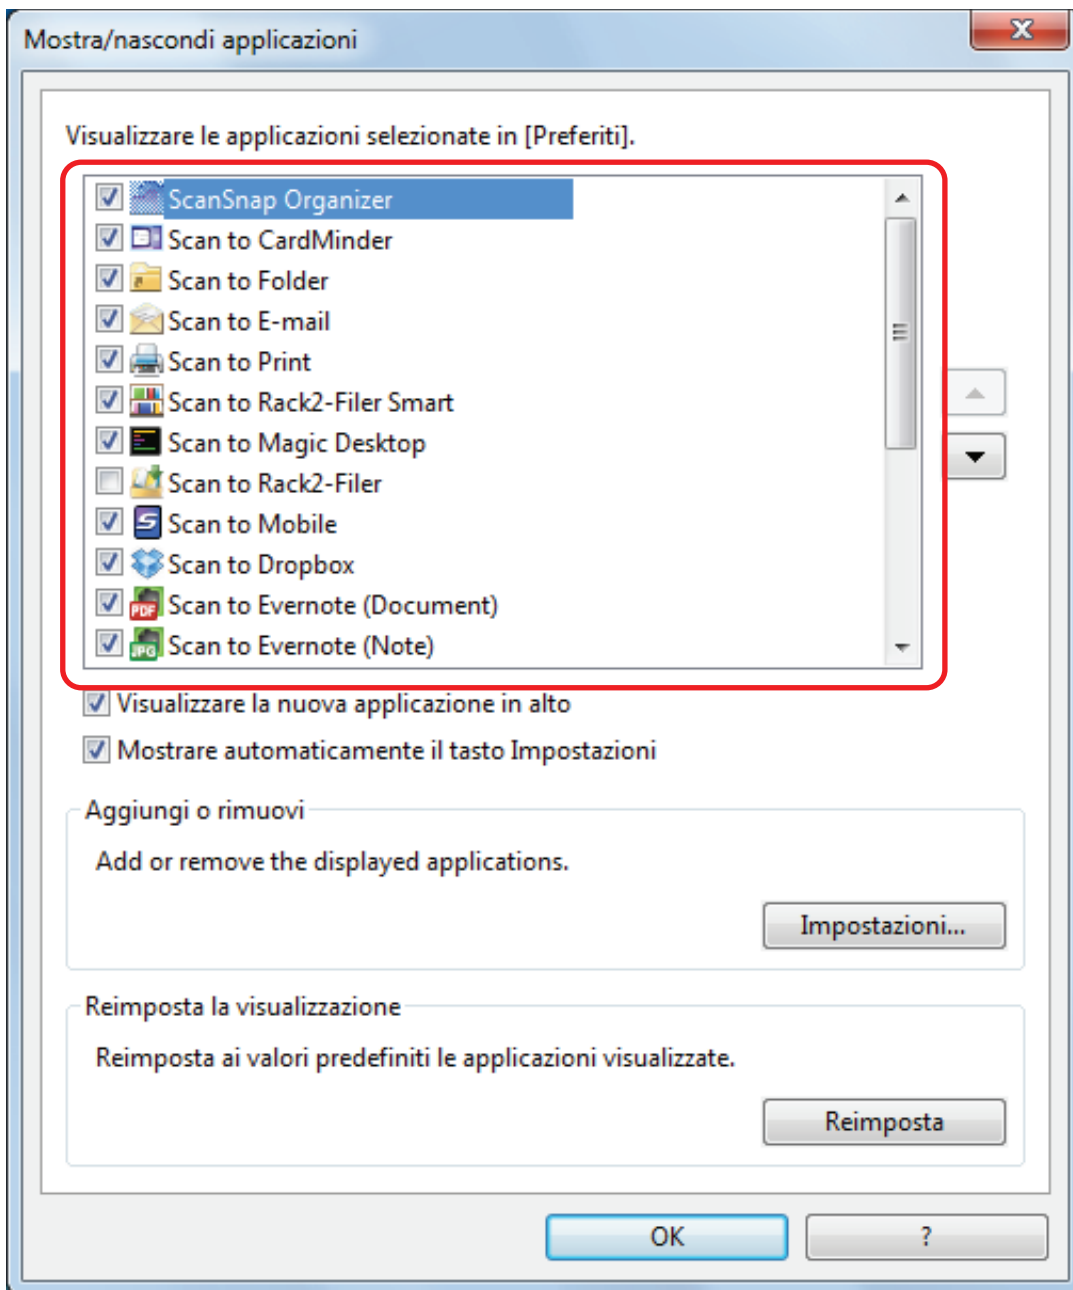 Mostra/nascondi applicazioni
x
Visualizzare le applicazioni selezionate in [Preferiti].
ScanSnap Organizer
Scan to CardMinder
Scan to Folder
Scan to E-mail
Scan to Print
Scan to Rack2-Filer Smart
Scan to Magic Desktop
Scan to Rack2-Filer
Scan to Mobile
Scan to Dropbox
PDF Scan to Evernote (Document)
JPG Scan to Evernote (Note)
Visualizzare la nuova applicazione in alto
Mostrare automaticamente il tasto Impostazioni
Aggiungi o rimuovi
Add or remove the displayed applications.
Impostazioni...
Reimposta la visualizzazione
Reimposta ai valori predefiniti le applicazioni visualizzate.
Reimposta
OK
?